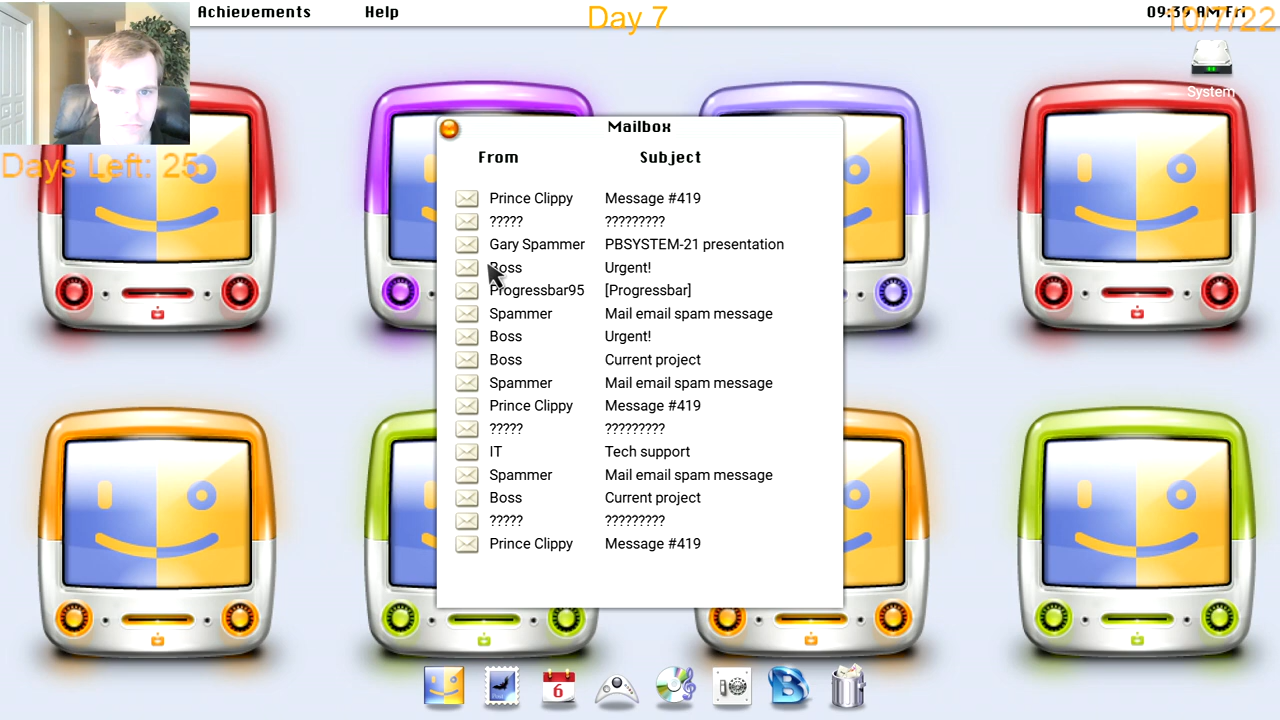 Achievements Help Day 7 09:39 AM Fri
10/7/22
System
Days Left: 25
Mailbox
From Subject
Prince Clippy Message #419
????? ?????????
Gary Spammer PBSYSTEM-21 presentation
Boss Urgent!
Progressbar95 [Progressbar]
Spammer Mail email spam message
Boss Urgent!
Boss Current project
Spammer Mail email spam message
Prince Clippy Message #419
????? ?????????
IT Tech support
Spammer Mail email spam message
Boss Current project
????? ?????????
Prince Clippy Message #419
6
B